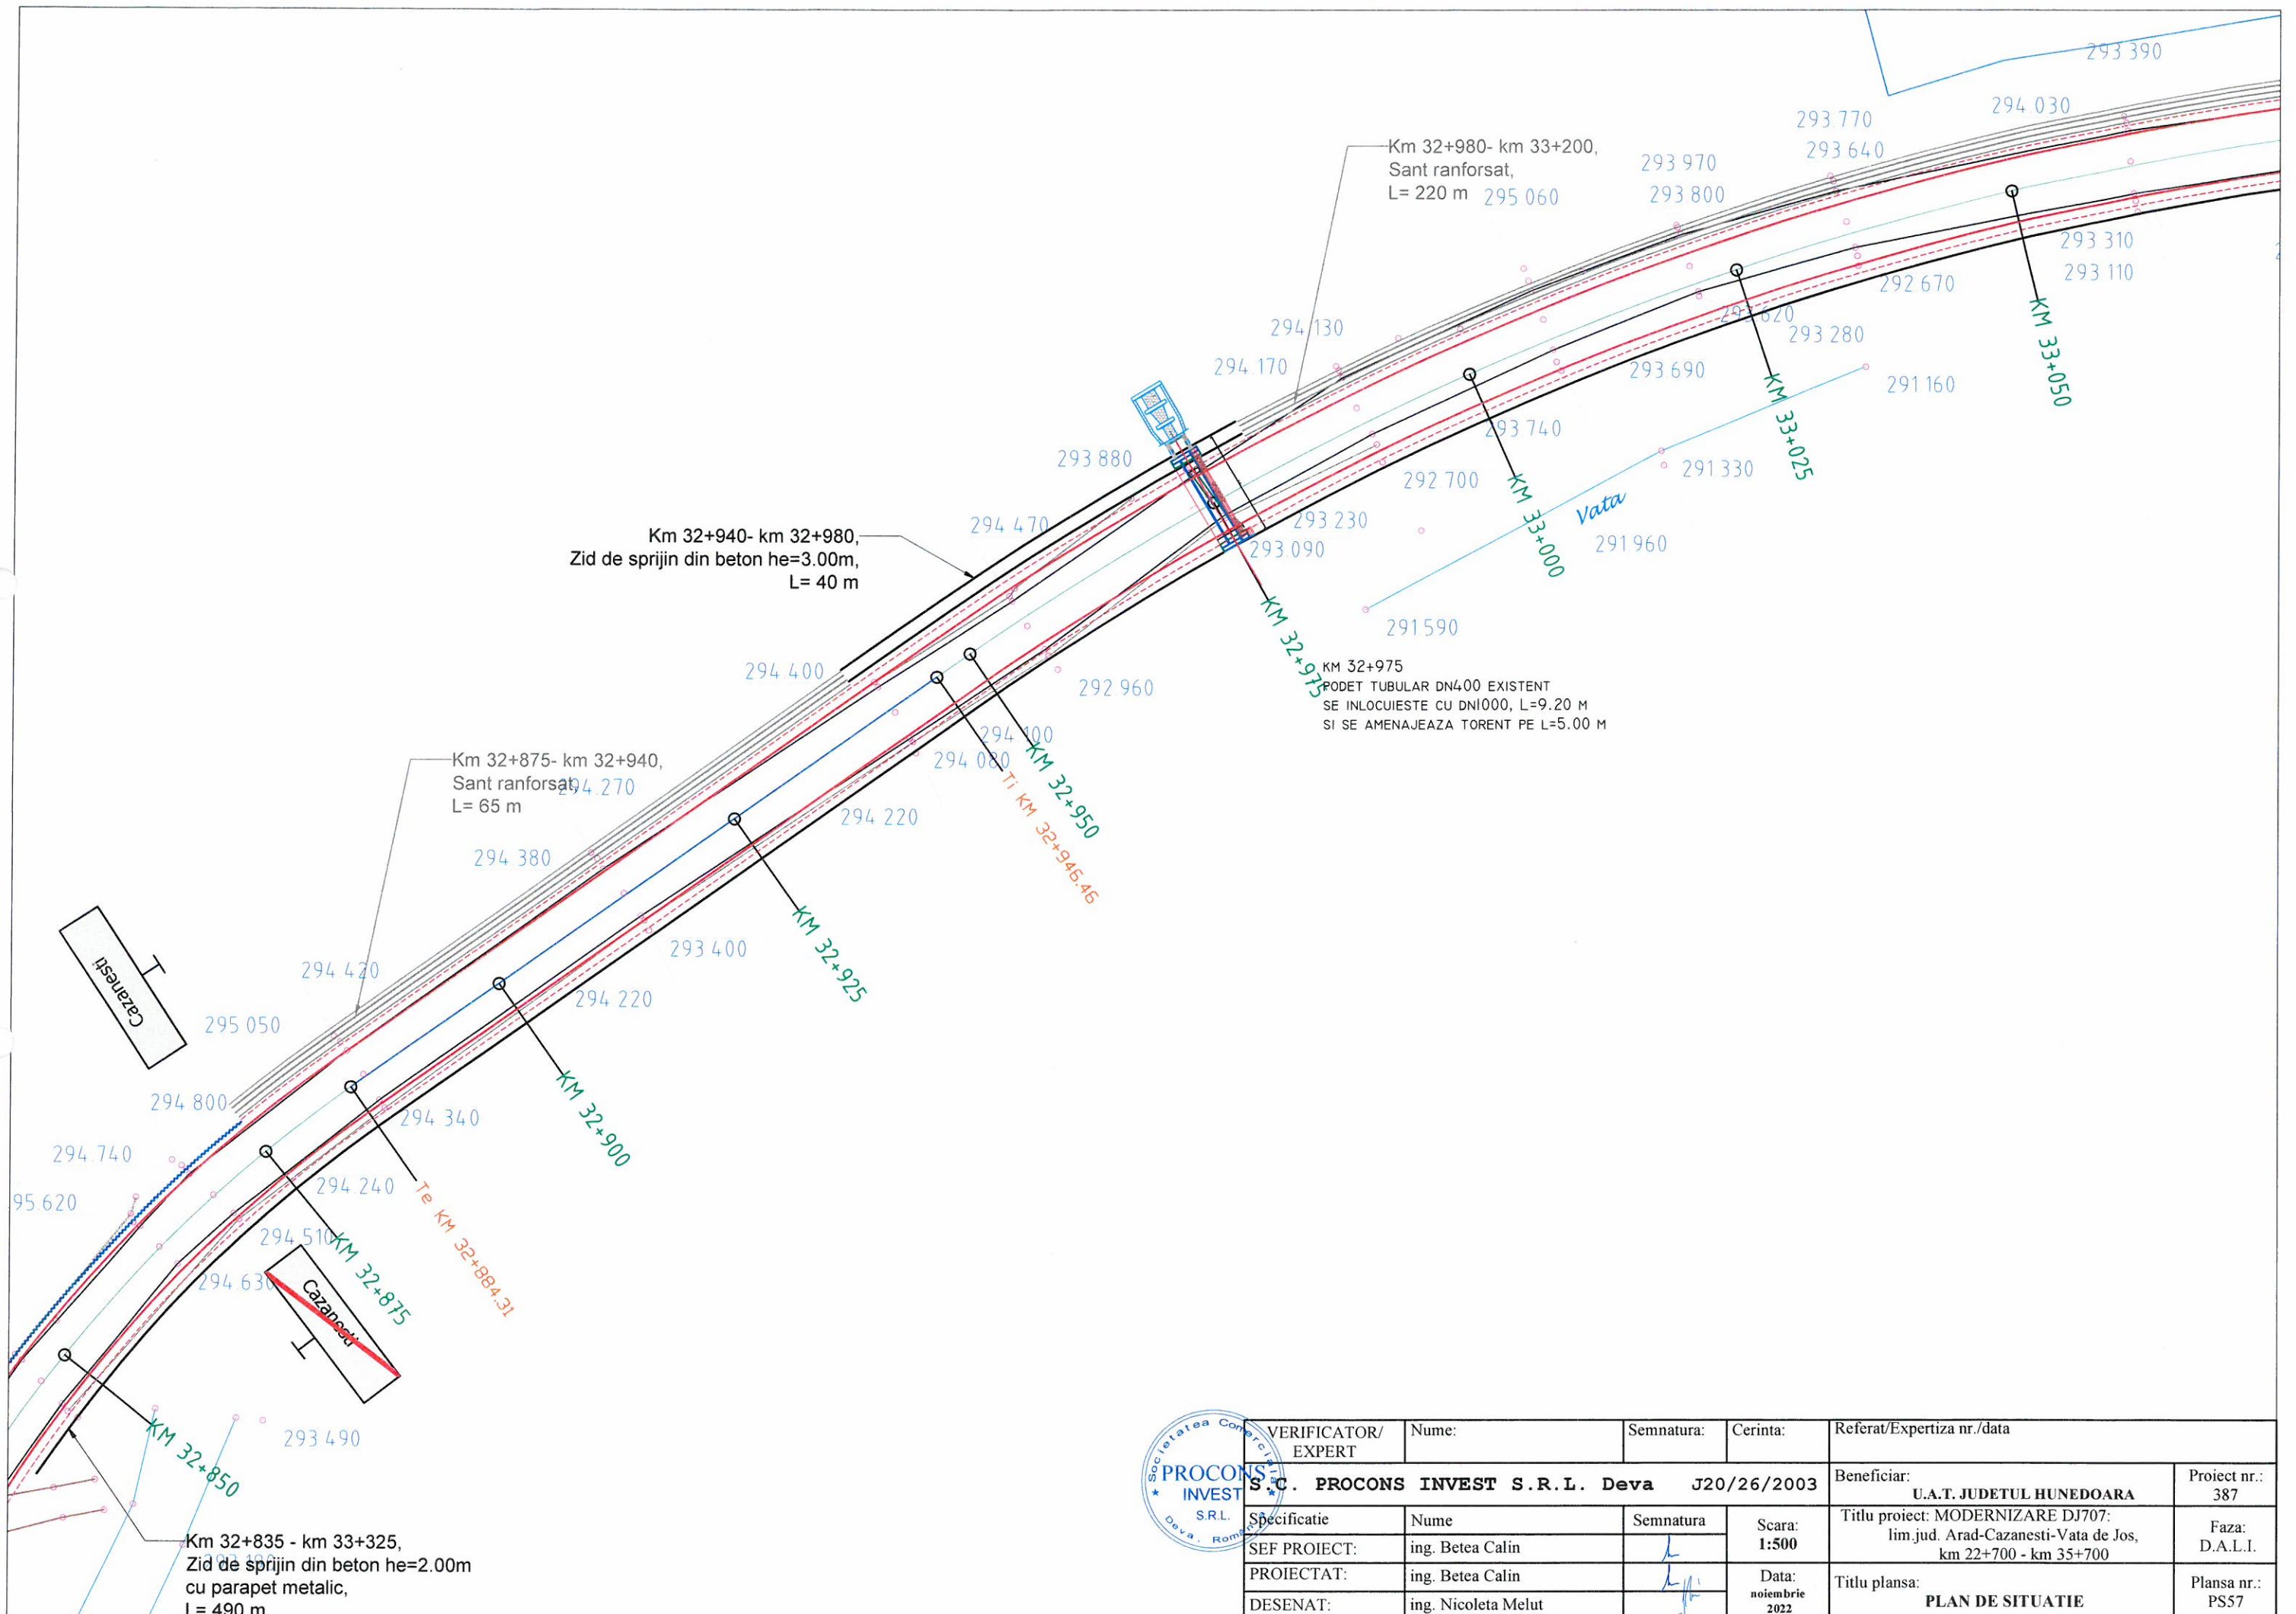 293 390
294 030
293 770
293 640
293 970
293 800
Km 32+980- km 33+200,
Sant ranforsat,
L= 220 m
295 060
293 310
293 110
292 670
293 620
293 280
KM 33+050
294 130
294.170
293 690
291 160
KM 33+025
293 740
293 880
292 700
291 330
KM 33+000
Vata
294 470
293.230
293.090
291 960
Km 32+940- km 32+980,
Zid de sprijin din beton he=3.00m,
L= 40 m
291 590
KM 32+975
KM 32+975
PODET TUBULAR DN400 EXISTENT
SE INLOCUIESTE CU DN1000, L=9.20 M
SI SE AMENAJEAZA TORENT PE L=5.00 M
294 400
292 960
294 100
294 080
KM 32+950
Ti KM 32+946.46
Km 32+875- km 32+940,
Sant ranforsat,
L= 65 m
294.270
294 220
294 380
KM 32+925
293 400
294.420
294.220
Cazanesti
295 050
KM 32+900
294 800
294.340
294.740
294.240
95.620
Te KM 32+884.31
294 510
KM 32+875
294 630
Cazanesti
293 490
KM 32+850
Km 32+835 - km 33+325,
Zid de sprijin din beton he=2.00m
cu parapet metalic,
L= 490 m
Societatea Comerciala
PROCONS
INVEST
S.R.L.
Deva. România
VERIFICATOR/
EXPERT
Nume:
Semnatura:
Cerinta:
Referat/Expertiza nr./data
S.C. PROCONS INVEST S.R.L. Deva J20/26/2003
Beneficiar:
U.A.T. JUDETUL HUNEDOARA
Proiect nr.:
387
Specificatie
Nume
Semnatura
Scara:
1:500
Titlu proiect: MODERNIZARE DJ707:
lim.jud. Arad-Cazanesti-Vata de Jos,
km 22+700 - km 35+700
Faza:
D.A.L.I.
SEF PROIECT:
ing. Betea Calin
PROIECTAT:
ing. Betea Calin
Data:
noiembrie
2022
Titlu plansa:
PLAN DE SITUATIE
Plansa nr.:
PS57
DESENAT:
ing. Nicoleta Melut